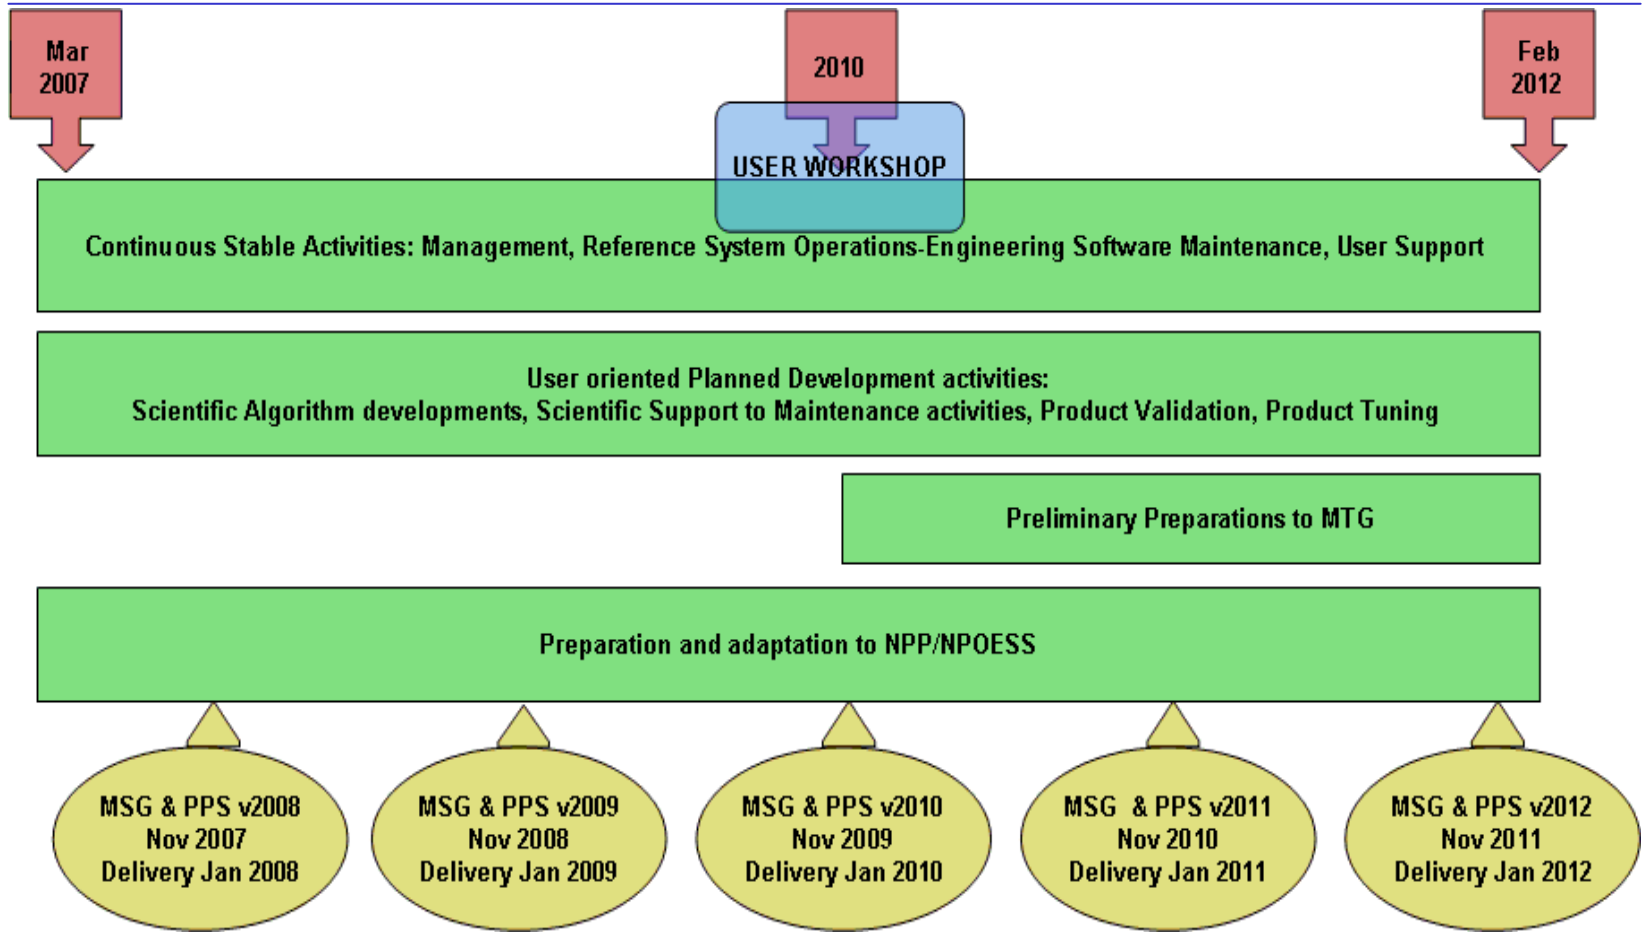 Mar
2007
2010
Feb
2012
USER WORKSHOP
Continuous Stable Activities: Management, Reference System Operations-Engineering Software Maintenance, User Support
User oriented Planned Development activities:
Scientific Algorithm developments, Scientific Support to Maintenance activities, Product Validation, Product Tuning
Preliminary Preparations to MTG
Preparation and adaptation to NPP/NPOESS
MSG & PPS v2008
Nov 2007
Delivery Jan 2008
MSG & PPS v2009
Nov 2008
Delivery Jan 2009
MSG & PPS v2010
Nov 2009
Delivery Jan 2010
MSG & PPS v2011
Nov 2010
Delivery Jan 2011
MSG & PPS v2012
Nov 2011
Delivery Jan 2012